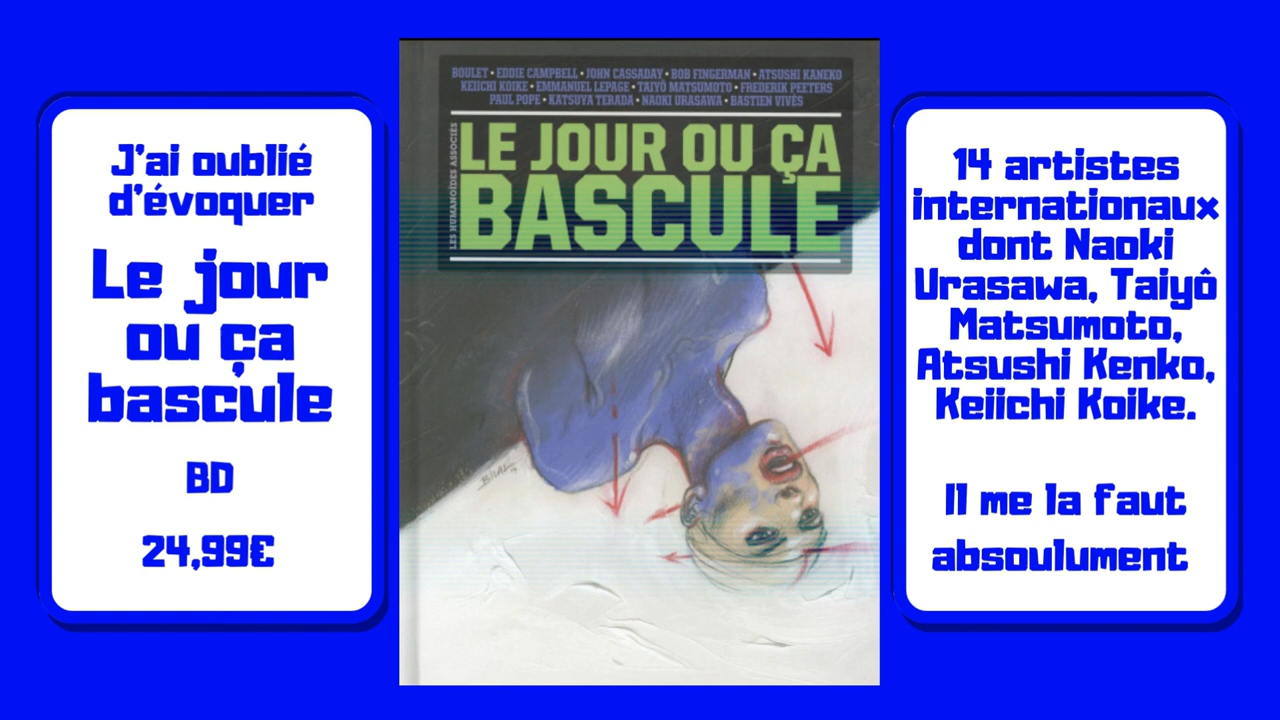 J'ai oublié
d'évoquer
Le jour
ou ça
bascule
BD
24,99€
BOULET • EDDIE CAMPBELL • JOHN CASSADAY • BOB FINGERMAN • ATSUSHI KANEKO
KEIICHI KOIKE • EMMANUEL LEPAGE • TAIYÔ MATSUMOTO • FREDERIK PEETERS
PAUL POPE • KATSUYA TERADA • NAOKI URASAWA • BASTIEN VIVÈS
LES HUMANOÏDES ASSOCIÉS
LE JOUR OU ÇA
BASCULE
BILAL
14 artistes
internationaux
dont Naoki
Urasawa, Taiyô
Matsumoto,
Atsushi Kenko,
Keiichi Koike.
Il me la faut
absoulument